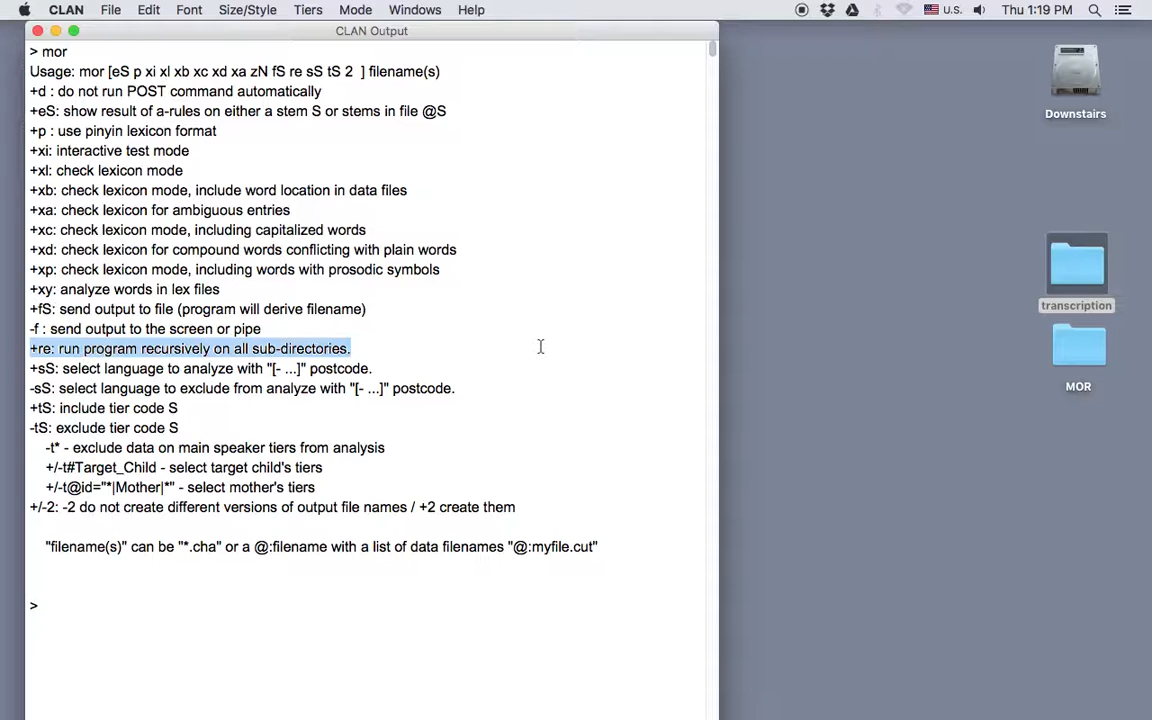 CLAN File Edit Font Size/Style Tiers Mode Windows Help U.S. Thu 1:19 PM
CLAN Output
> mor
Usage: mor [eS p xi xl xb xc xd xa zN fS re sS tS 2  ] filename(s)
+d : do not run POST command automatically
+eS: show result of a-rules on either a stem S or stems in file @S
+p : use pinyin lexicon format
+xi: interactive test mode
+xl: check lexicon mode
+xb: check lexicon mode, include word location in data files
+xa: check lexicon for ambiguous entries
+xc: check lexicon mode, including capitalized words
+xd: check lexicon for compound words conflicting with plain words
+xp: check lexicon mode, including words with prosodic symbols
+xy: analyze words in lex files
+fS: send output to file (program will derive filename)
-f : send output to the screen or pipe
+re: run program recursively on all sub-directories.
+sS: select language to analyze with "[- ...]" postcode.
-sS: select language to exclude from analyze with "[- ...]" postcode.
+tS: include tier code S
-tS: exclude tier code S
-t* - exclude data on main speaker tiers from analysis
+/-t#Target_Child - select target child's tiers
+/-t@id="*|Mother|*" - select mother's tiers
+/-2: -2 do not create different versions of output file names / +2 create them
"filename(s)" can be "*.cha" or a @:filename with a list of data filenames "@:myfile.cut"
>
Downstairs
transcription
MOR